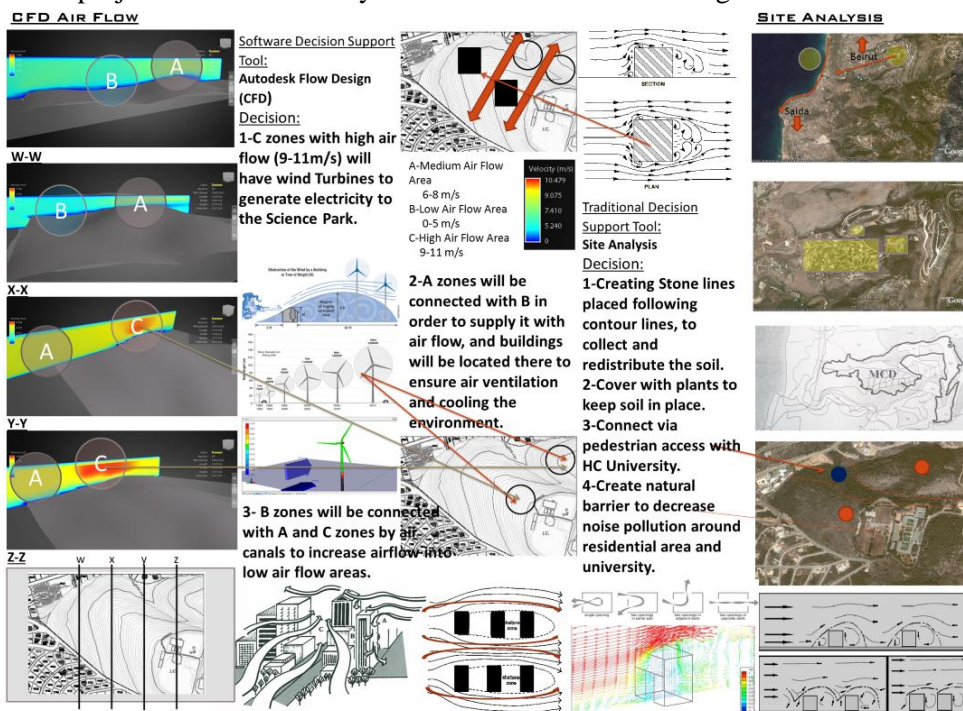 CFD AIR FLOW
B
A
W-W
B
A
X-X
A
C
Y-Y
A
C
Z-Z
W X Y Z
Software Decision Support
Tool:
Autodesk Flow Design
(CFD)
Decision:
1-C zones with high air
flow (9-11m/s) will
have wind Turbines to
generate electricity to
the Science Park.
A-Medium Air Flow
Area
6-8 m/s
B-Low Air Flow Area
0-5 m/s
C-High Air Flow Area
9-11 m/s
Velocity (m/s)
10.479
9.075
7.410
5.240
0
2-A zones will be
connected with B in
order to supply it with
air flow, and buildings
will be located there to
ensure air ventilation
and cooling the
environment.
3- B zones will be connected
with A and C zones by air
canals to increase airflow into
low air flow areas.
SECTION
PLAN
Traditional Decision
Support Tool:
Site Analysis
Decision:
1-Creating Stone lines
placed following
contour lines, to
collect and
redistribute the soil.
2-Cover with plants to
keep soil in place.
3-Connect via
pedestrian access with
HC University.
4-Create natural
barrier to decrease
noise pollution around
residential area and
university.
SITE ANALYSIS
Beirut
Saida
MCD